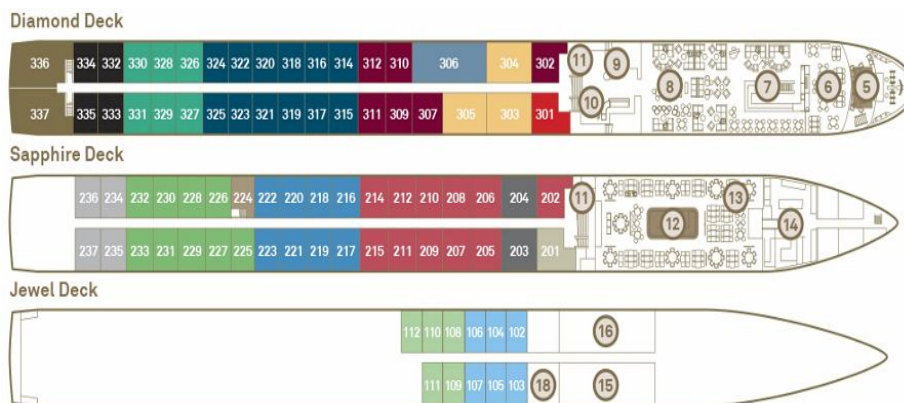 Diamond Deck
336 334 332 330 328 326 324 322 320 318 316 314 312 310 306 304 302 11 9
8 7 6 5
337 335 333 331 329 327 325 323 321 319 317 315 311 309 307 305 303 301 10
Sapphire Deck
236 234 232 230 228 226 224 222 220 218 216 214 212 210 208 206 204 202 11 13
12 14
237 235 233 231 229 227 225 223 221 219 217 215 211 209 207 205 203 201
Jewel Deck
112 110 108 106 104 102 16
111 109 107 105 103 18 15